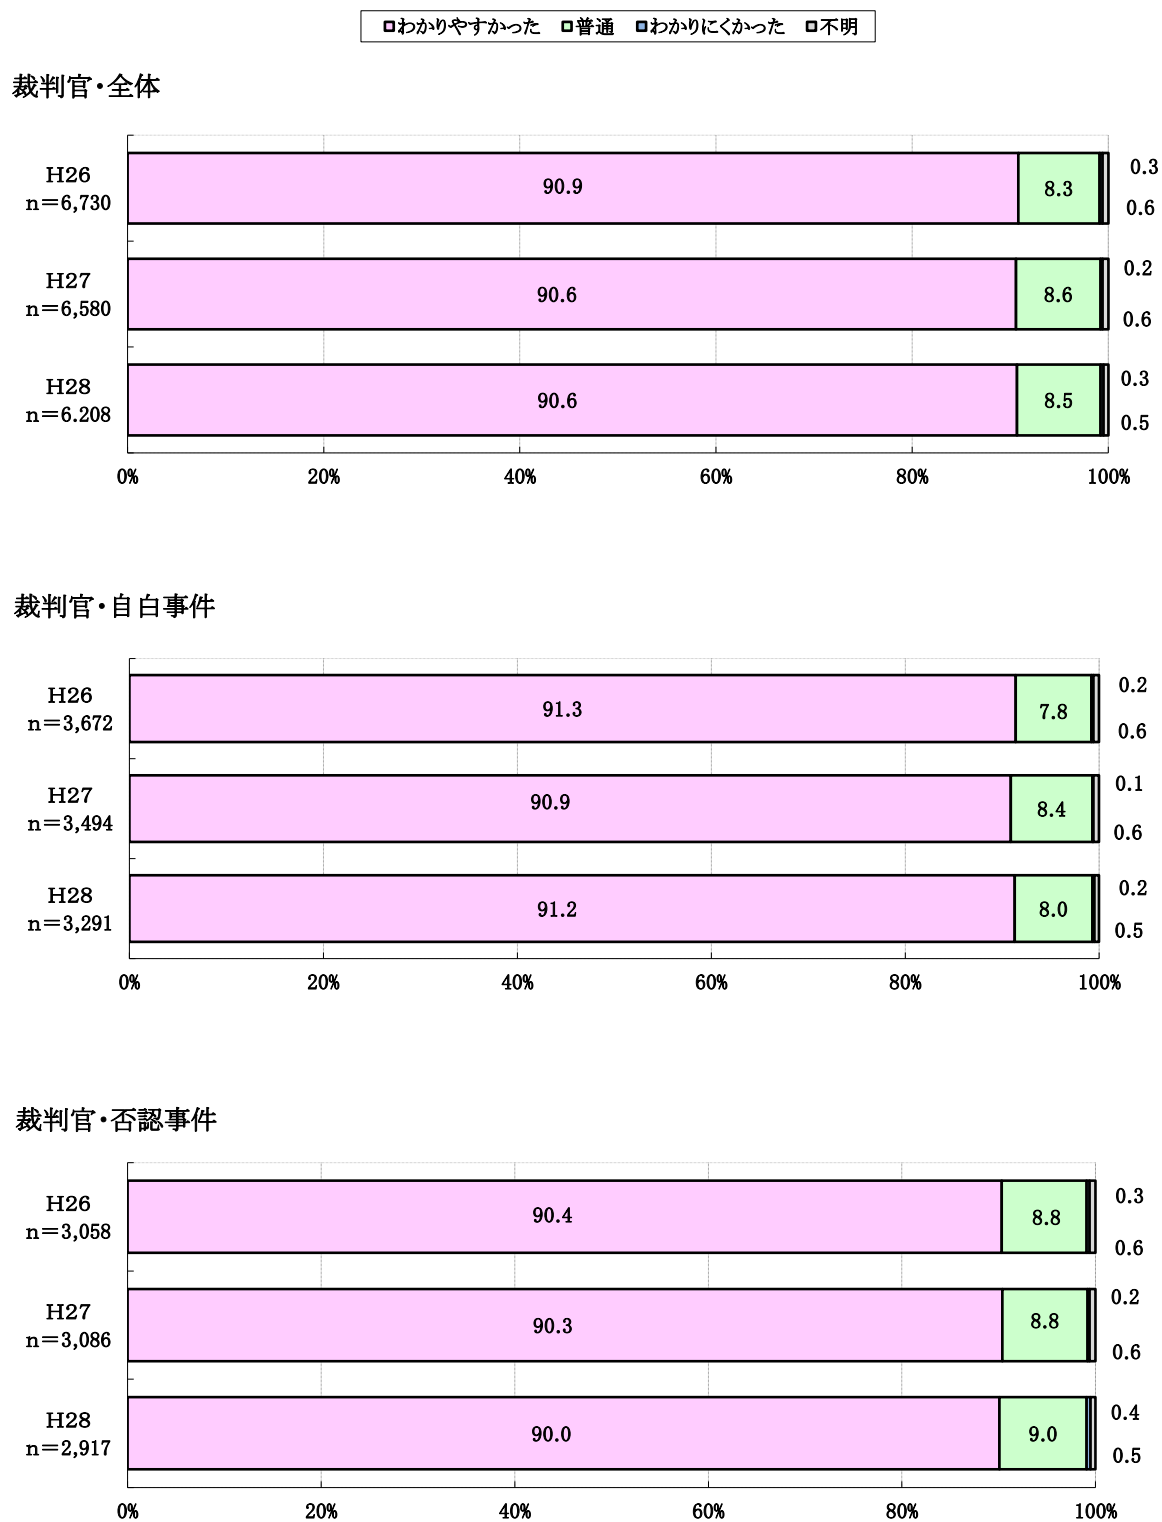 わかりやすかった 普通 わかりにくかった 不明
裁判官・全体
H26
n＝6,730
90.9 8.3 0.3
0.6
H27
n＝6,580
90.6 8.6 0.2
0.6
H28
n＝6.208
90.6 8.5 0.3
0.5
0% 20% 40% 60% 80% 100%
裁判官・自白事件
H26
n＝3,672
91.3 7.8 0.2
0.6
H27
n＝3,494
90.9 8.4 0.1
0.6
H28
n＝3,291
91.2 8.0 0.2
0.5
0% 20% 40% 60% 80% 100%
裁判官・否認事件
H26
n＝3,058
90.4 8.8 0.3
0.6
H27
n＝3,086
90.3 8.8 0.2
0.6
H28
n＝2,917
90.0 9.0 0.4
0.5
0% 20% 40% 60% 80% 100%